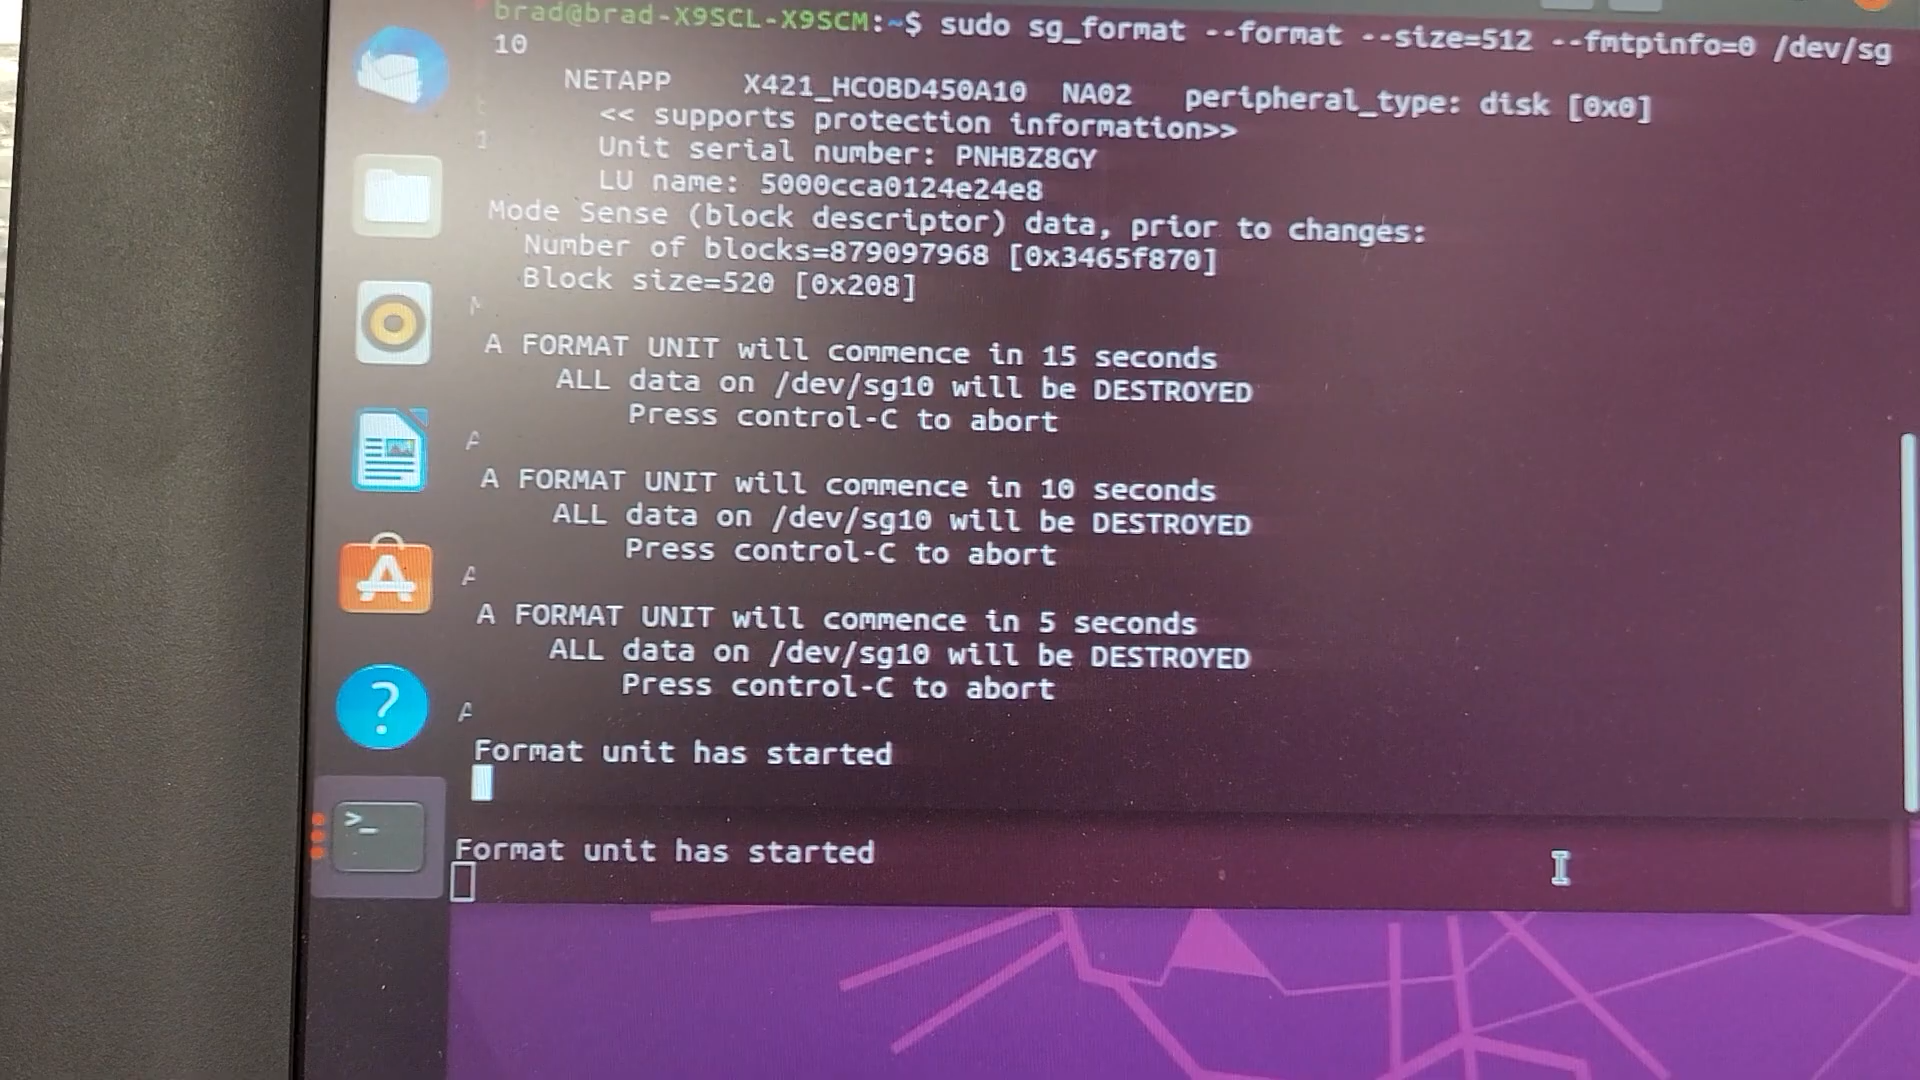 brad@brad-X9SCL-X9SCM:~$ sudo sg_format --format --size=512 --fmtpinfo=0 /dev/sg
10
NETAPP X421_HCOBD450A10 NA02 peripheral_type: disk [0x0]
<< supports protection information>>
Unit serial number: PNHBZ8GY
LU name: 5000cca0124e24e8
Mode Sense (block descriptor) data, prior to changes:
Number of blocks=879097968 [0x3465f870]
Block size=520 [0x208]
A FORMAT UNIT will commence in 15 seconds
ALL data on /dev/sg10 will be DESTROYED
Press control-C to abort
A FORMAT UNIT will commence in 10 seconds
ALL data on /dev/sg10 will be DESTROYED
Press control-C to abort
A FORMAT UNIT will commence in 5 seconds
ALL data on /dev/sg10 will be DESTROYED
Press control-C to abort
Format unit has started
Format unit has started